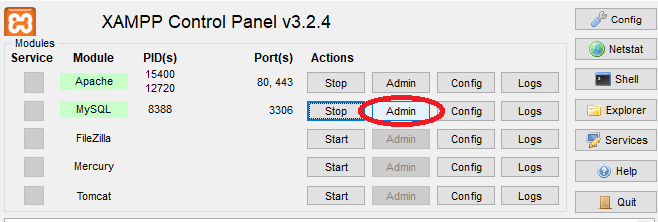 XAMPP Control Panel v3.2.4
Config
Modules
Service Module PID(s) Port(s) Actions
Netstat
Apache 15400 12720 80, 443 Stop Admin Config Logs
Shell
MySQL 8388 3306 Stop Admin Config Logs
Explorer
FileZilla Start Admin Config Logs
Services
Mercury Start Admin Config Logs
Help
Tomcat Start Admin Config Logs
Quit